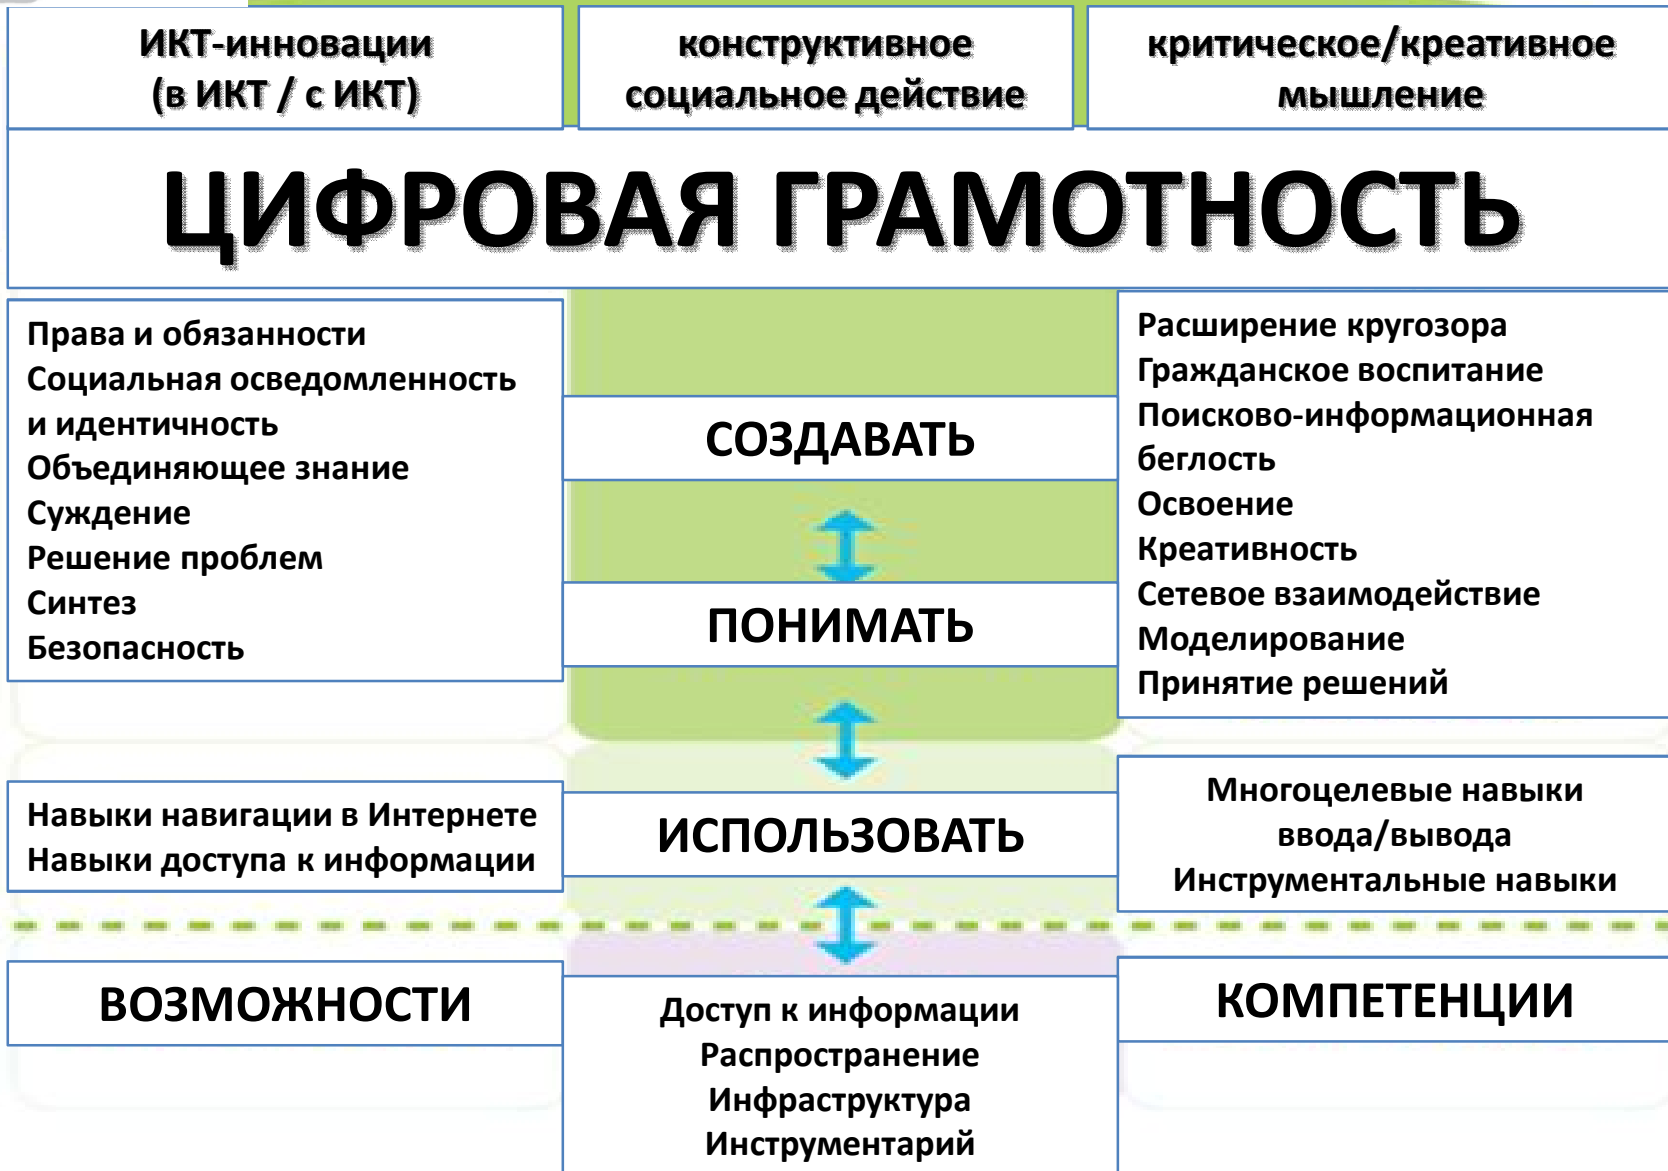 ИКТ-инновации
(в ИКТ / с ИКТ)
конструктивное
социальное действие
критическое/креативное
мышление
ЦИФРОВАЯ ГРАМОТНОСТЬ
Права и обязанности
Социальная осведомленность
и идентичность
Объединяющее знание
Суждение
Решение проблем
Синтез
Безопасность
СОЗДАВАТЬ
ПОНИМАТЬ
Расширение кругозора
Гражданское воспитание
Поисково-информационная
беглость
Освоение
Креативность
Сетевое взаимодействие
Моделирование
Принятие решений
Навыки навигации в Интернете
Навыки доступа к информации
ИСПОЛЬЗОВАТЬ
Многоцелевые навыки
ввода/вывода
Инструментальные навыки
ВОЗМОЖНОСТИ
Доступ к информации
Распространение
Инфраструктура
Инструментарий
КОМПЕТЕНЦИИ